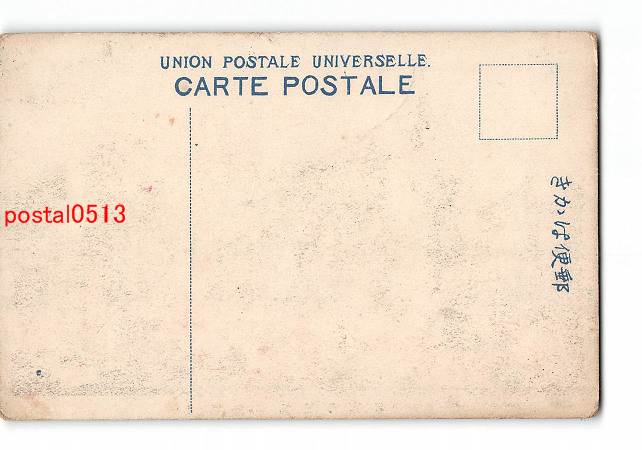 UNION POSTALE UNIVERSELLE.
CARTE POSTALE
郵便はかき
postal0513